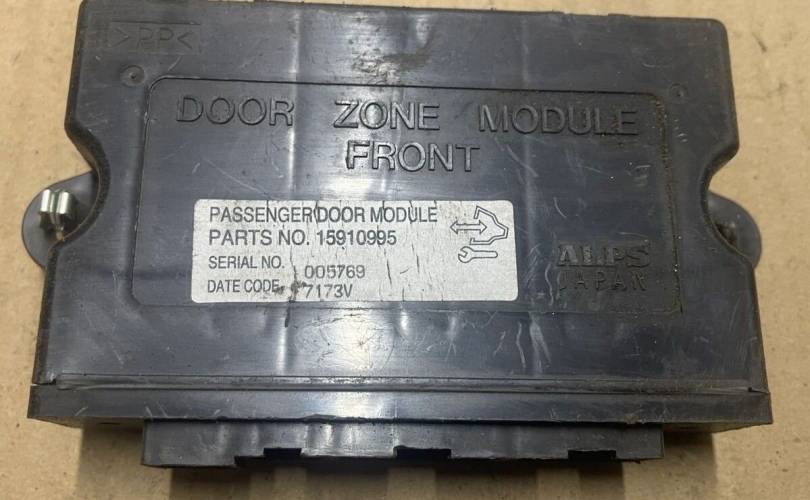 >PP<
DOOR ZONE MODULE
FRONT
PASSENGER DOOR MODULE
PARTS NO. 15910995
SERIAL NO. 005769
DATE CODE 7173V
ALPS
JAPAN